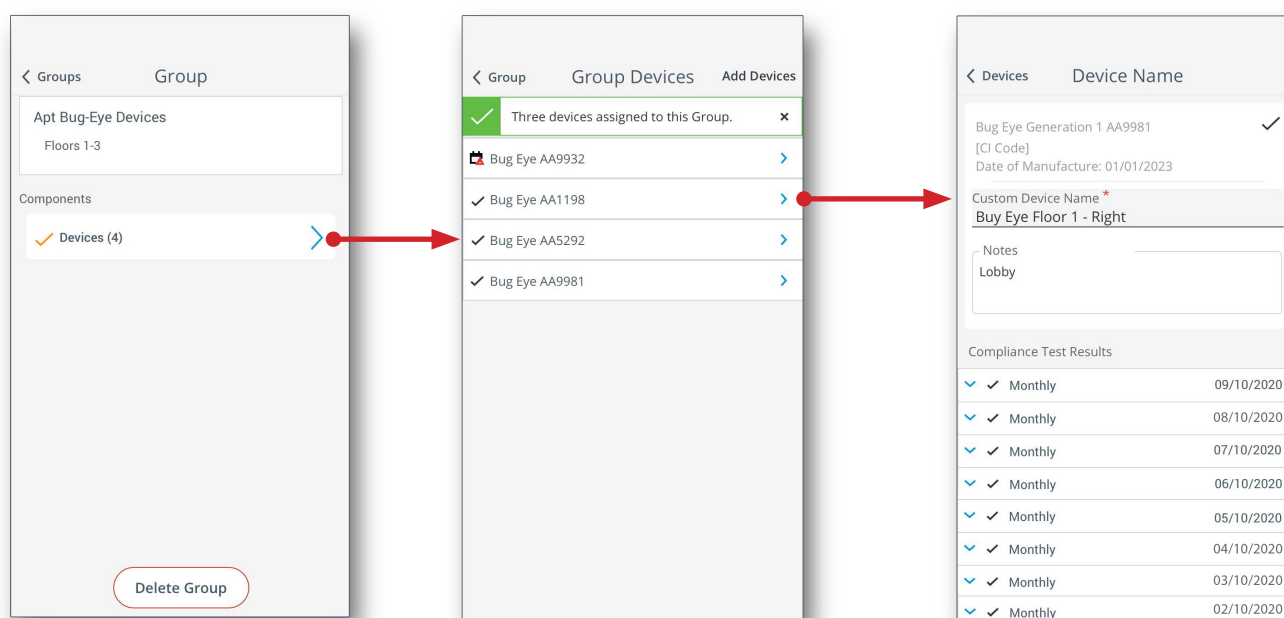 Groups
Group
Apt Bug-Eye Devices
Floors 1-3
Components
Devices (4)
Delete Group
Group
Group Devices
Add Devices
Three devices assigned to this Group.
Bug Eye AA9932
Bug Eye AA1198
Bug Eye AA5292
Bug Eye AA9981
Devices
Device Name
Bug Eye Generation 1 AA9981
[CI Code]
Date of Manufacture: 01/01/2023
Custom Device Name *
Buy Eye Floor 1 - Right
Notes
Lobby
Compliance Test Results
Monthly 09/10/2020
Monthly 08/10/2020
Monthly 07/10/2020
Monthly 06/10/2020
Monthly 05/10/2020
Monthly 04/10/2020
Monthly 03/10/2020
Monthly 02/10/2020